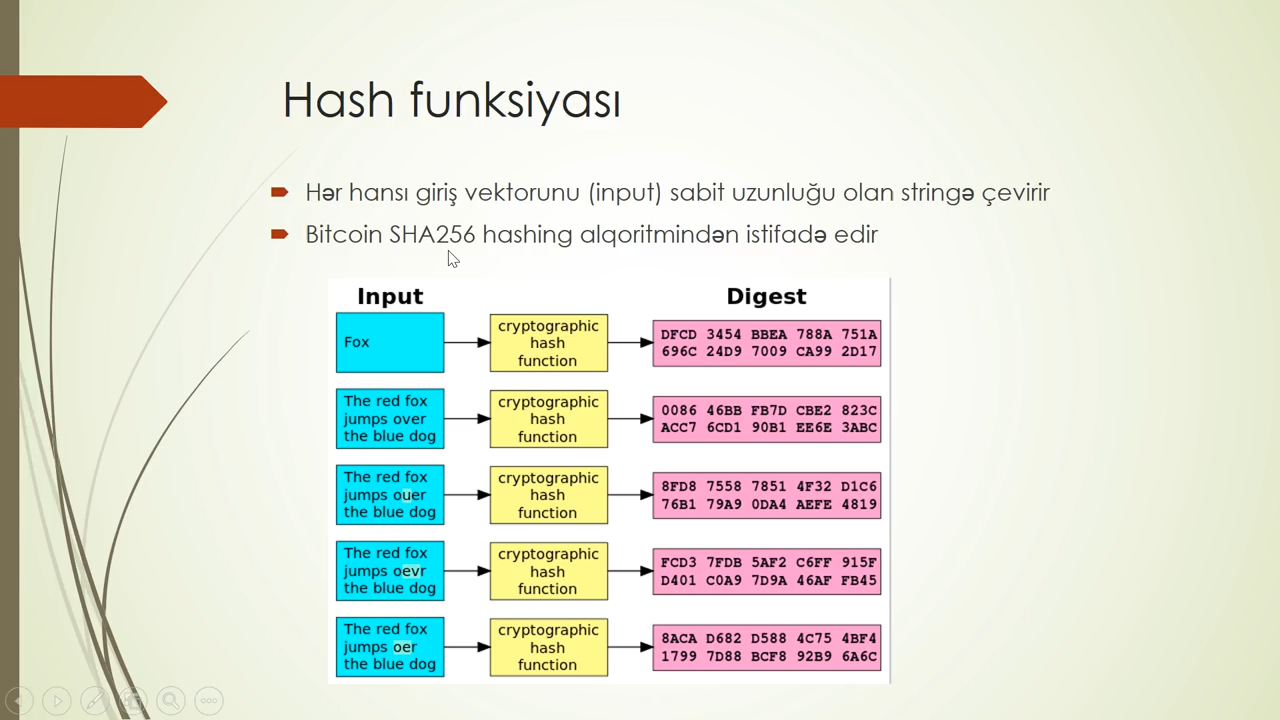 Hash funksiyası
Hər hansı giriş vektorunu (input) sabit uzunluğu olan stringə çevirir
Bitcoin SHA256 hashing alqoritmindən istifadə edir
Input
Digest
Fox
cryptographic
hash
function
DFCD 3454 BBEA 788A 751A
696C 24D9 7009 CA99 2D17
The red fox
jumps over
the blue dog
cryptographic
hash
function
0086 46BB FB7D CBE2 823C
ACC7 6CD1 90B1 EE6E 3ABC
The red fox
jumps ouer
the blue dog
cryptographic
hash
function
8FD8 7558 7851 4F32 D1C6
76B1 79A9 0DA4 AEFE 4819
The red fox
jumps oevr
the blue dog
cryptographic
hash
function
FCD3 7FDB 5AF2 C6FF 915F
D401 C0A9 7D9A 46AF FB45
The red fox
jumps oer
the blue dog
cryptographic
hash
function
8ACA D682 D588 4C75 4BF4
1799 7D88 BCF8 92B9 6A6C